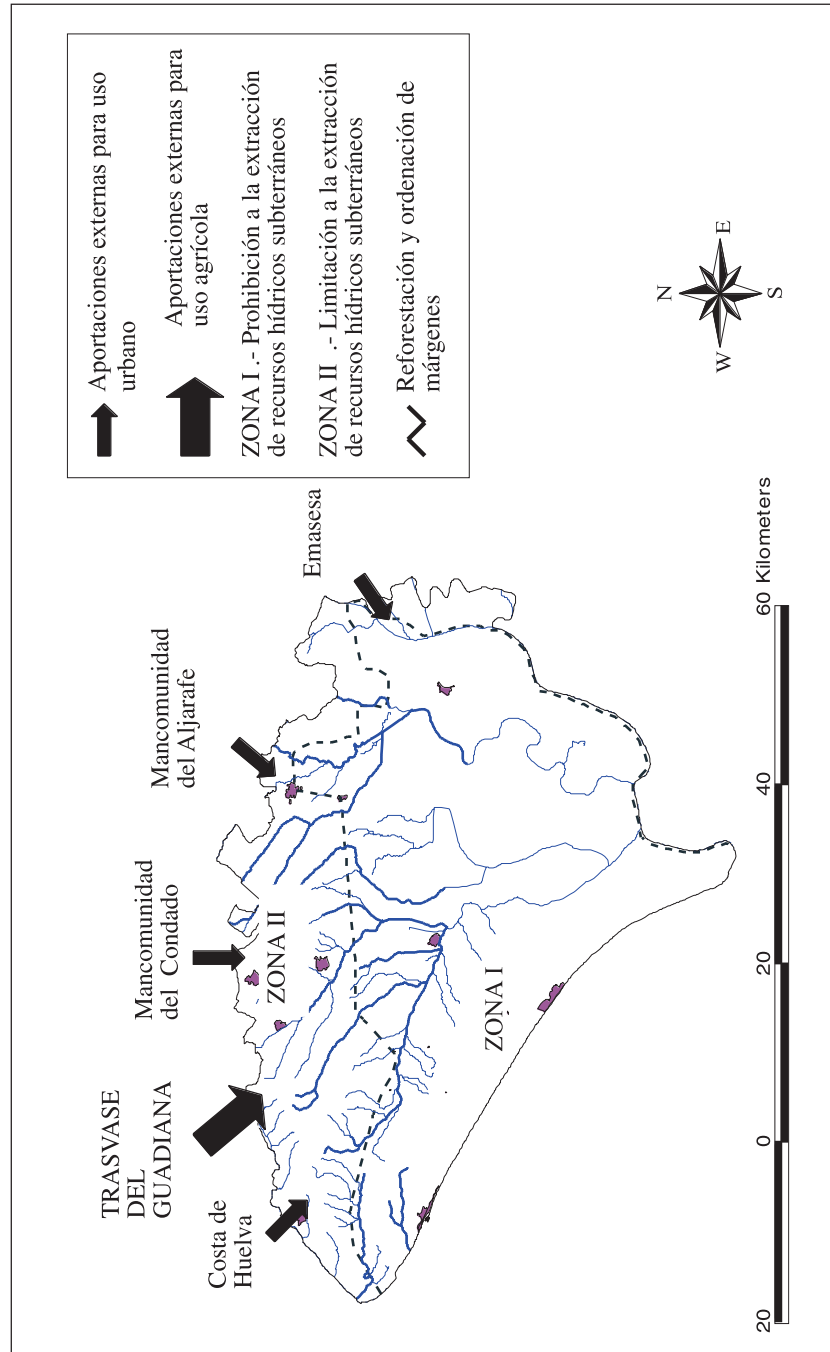 TRASVASE
DEL
GUADIANA
Costa de
Huelva
Mancomunidad
del Condado
Mancomunidad
del Aljarafe
Emasesa
ZONA II
ZONA I
Aportaciones externas para uso
urbano
Aportaciones externas para
uso agrícola
ZONA I .- Prohibición a la extracción
de recursos hídricos subterráneos
ZONA II .- Limitación a la extracción
de recursos hídricos subterráneos
Reforestación y ordenación de
márgenes
N
W E
S
20 0 20 40 60 Kilometers